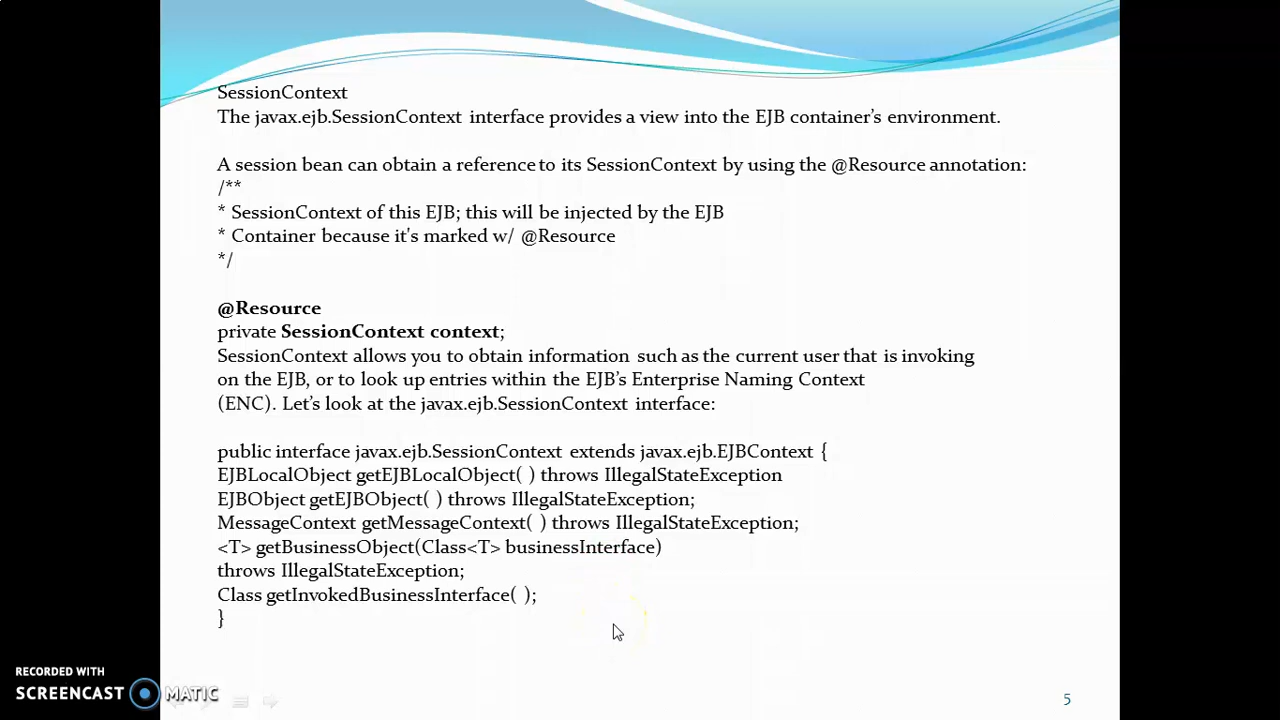 SessionContext
The javax.ejb.SessionContext interface provides a view into the EJB container's environment.
A session bean can obtain a reference to its SessionContext by using the @Resource annotation:
/**
* SessionContext of this EJB; this will be injected by the EJB
* Container because it's marked w/ @Resource
*/
@Resource
private SessionContext context;
SessionContext allows you to obtain information such as the current user that is invoking
on the EJB, or to look up entries within the EJB's Enterprise Naming Context
(ENC). Let's look at the javax.ejb.SessionContext interface:
public interface javax.ejb.SessionContext extends javax.ejb.EJBContext {
EJBLocalObject getEJBLocalObject( ) throws IllegalStateException
EJBObject getEJBObject( ) throws IllegalStateException;
MessageContext getMessageContext( ) throws IllegalStateException;
<T> getBusinessObject(Class<T> businessInterface)
throws IllegalStateException;
Class getInvokedBusinessInterface( );
}
RECORDED WITH
SCREENCAST MATIC
5